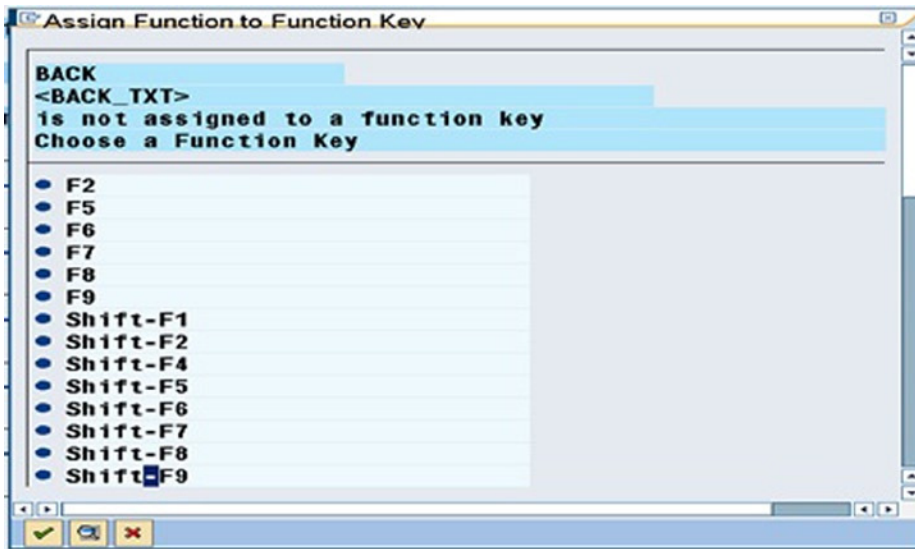 Assign Function to Function Key
BACK
<BACK_TXT>
is not assigned to a function key
Choose a Function Key
F2
F5
F6
F7
F8
F9
Shift-F1
Shift-F2
Shift-F4
Shift-F5
Shift-F6
Shift-F7
Shift-F8
Shift-F9